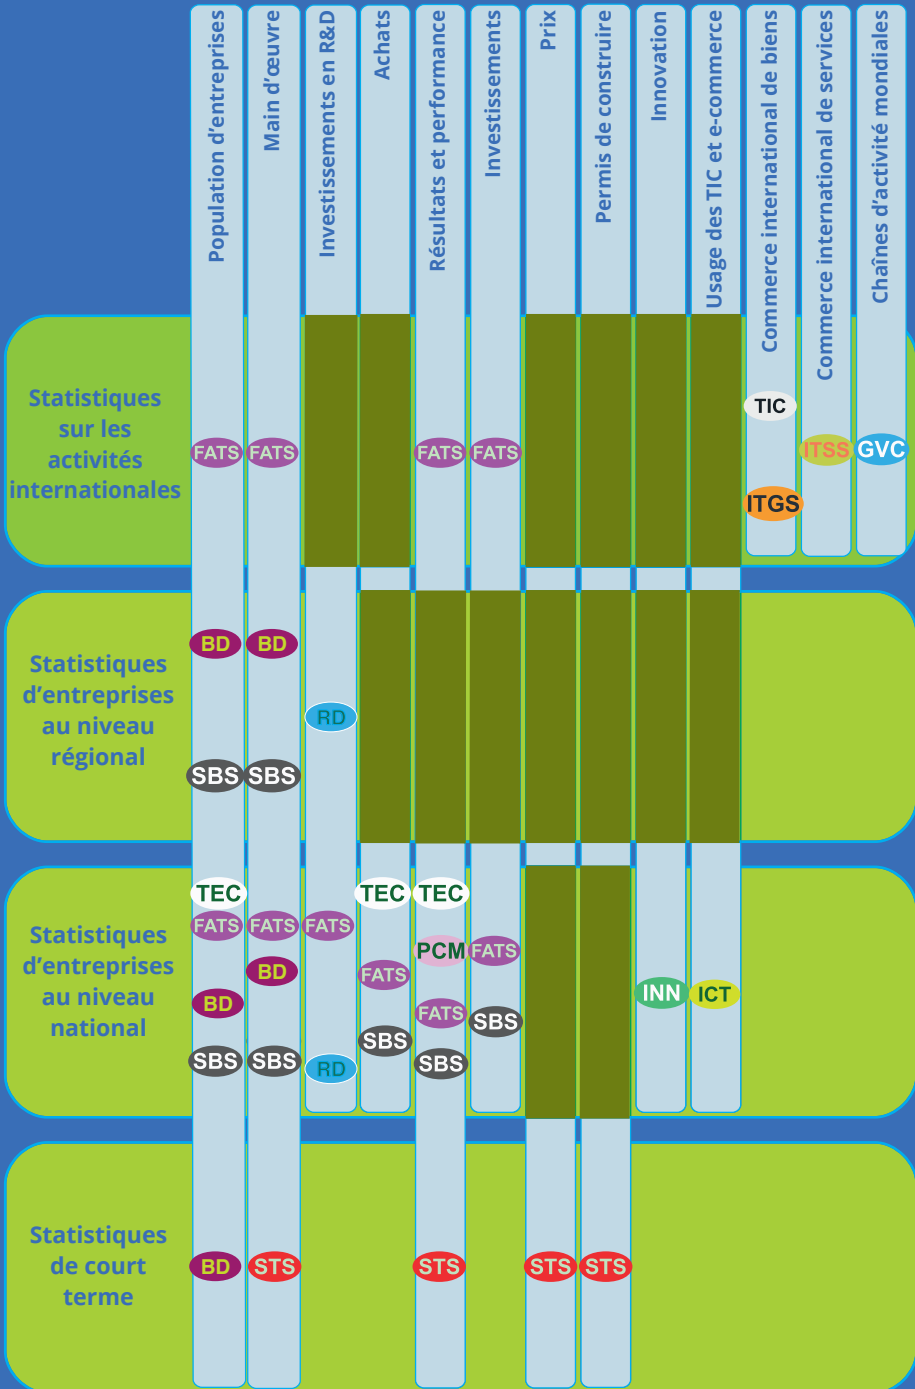 Population d'entreprises
Main d'œuvre
Investissements en R&D
Achats
Résultats et performance
Investissements
Prix
Permis de construire
Innovation
Usage des TIC et e-commerce
Commerce international de biens
Commerce international de services
Chaînes d'activité mondiales
Statistiques
sur les
activités
internationales
TIC
FATS FATS FATS FATS ITSS GVC
ITGS
Statistiques
d'entreprises
au niveau
régional
BD BD
RD
SBS SBS
Statistiques
d'entreprises
au niveau
national
TEC TEC TEC
FATS FATS FATS
PCM FATS
BD FATS
INN ICT
BD FATS SBS
SBS
SBS SBS RD SBS
Statistiques
de court
terme
BD STS STS STS STS